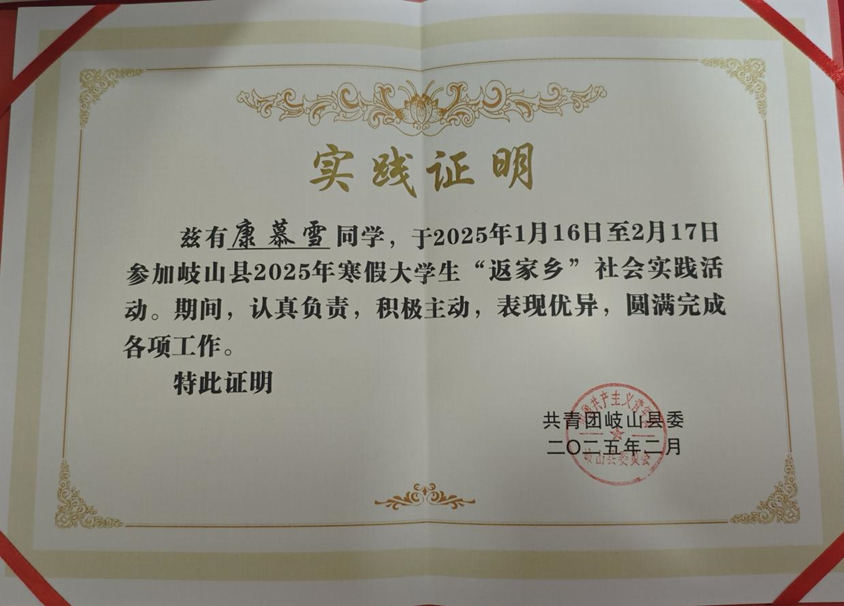 实践证明
兹有康慕雪同学，于2025年1月16日至2月17日
参加岐山县2025年寒假大学生“返家乡”社会实践活
动。期间，认真负责，积极主动，表现优异，圆满完成
各项工作。
特此证明
共青团岐山县委
二〇二五年二月